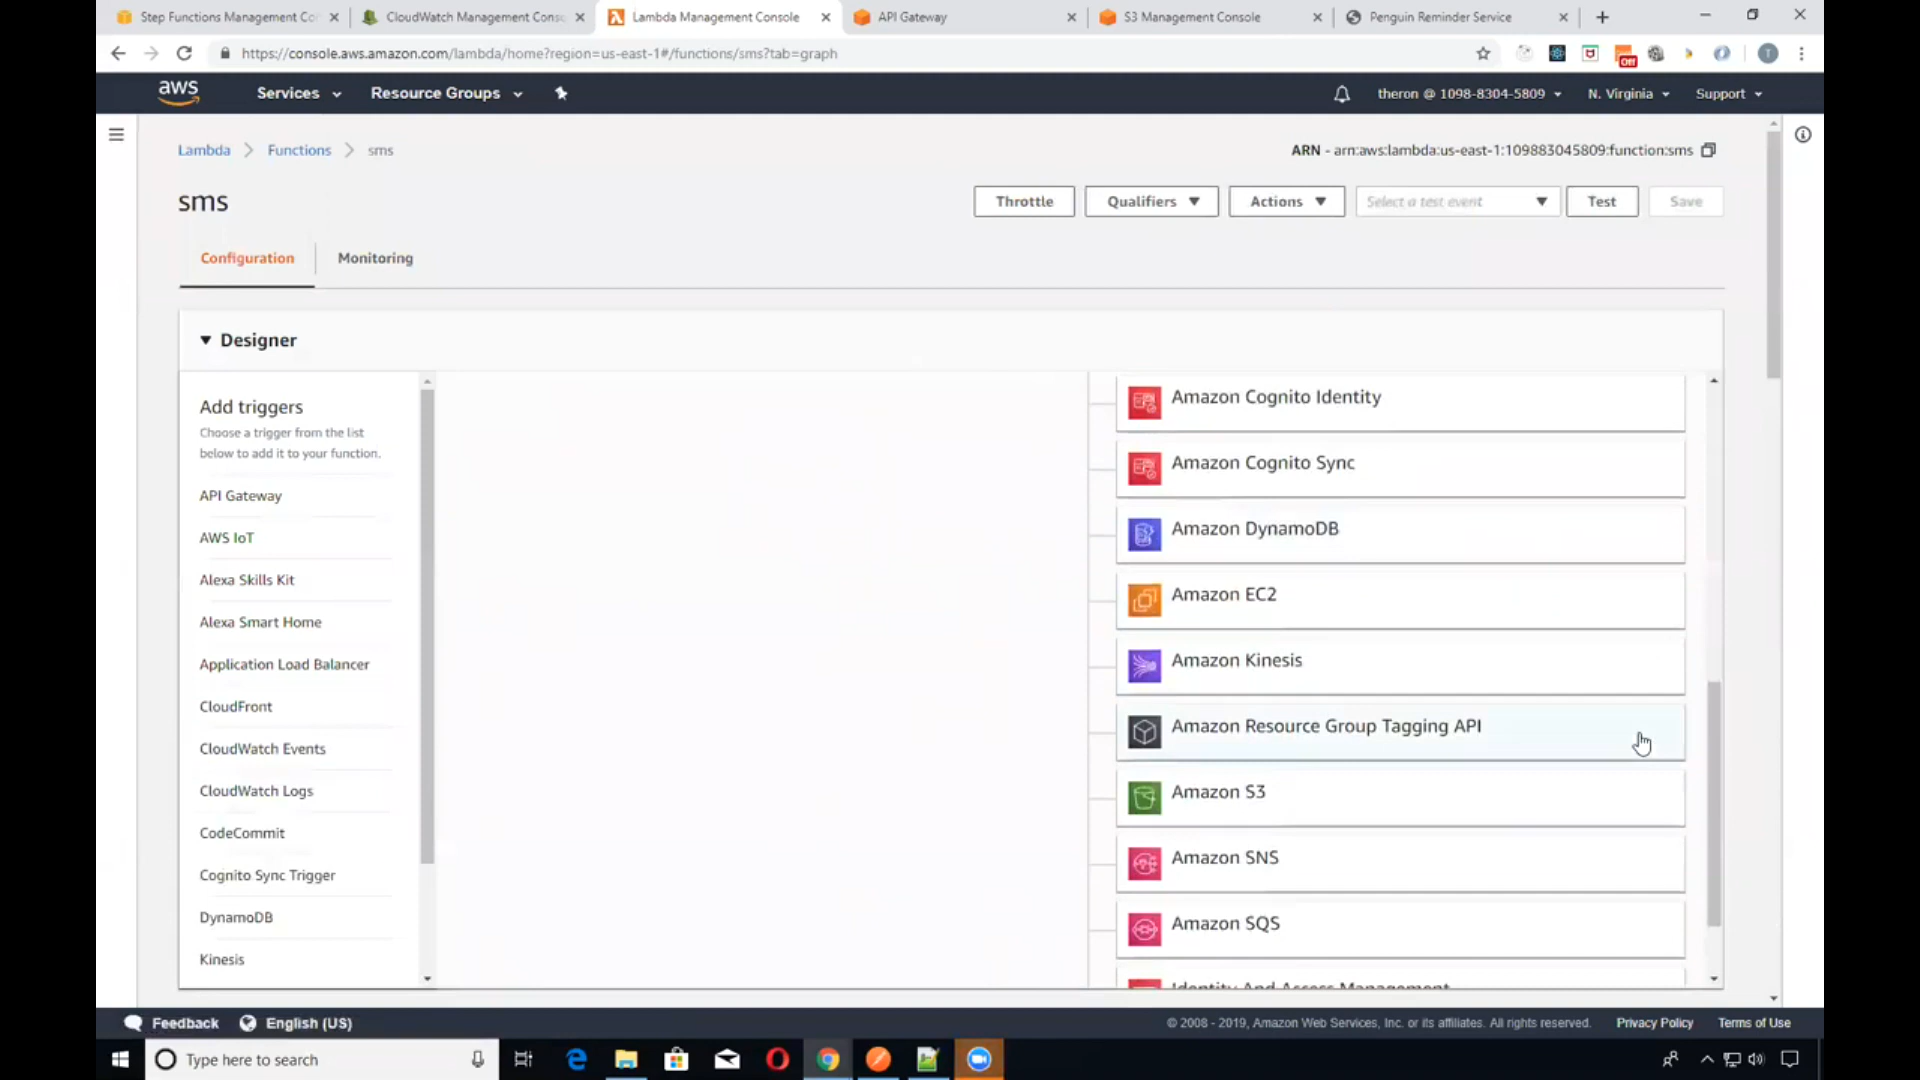 Step Functions Management Co
CloudWatch Management Conso
Lambda Management Console
API Gateway
S3 Management Console
Penguin Reminder Service
https://console.aws.amazon.com/lambda/home?region=us-east-1#/functions/sms?tab=graph
Off
T
aws
Services
Resource Groups
theron @ 1098-8304-5809
N. Virginia
Support
Lambda
Functions
sms
ARN - arn:aws:lambda:us-east-1:109883045809:function:sms
sms
Throttle
Qualifiers
Actions
Select a test event
Test
Save
Configuration
Monitoring
Designer
Add triggers
Choose a trigger from the list
below to add it to your function.
API Gateway
AWS IoT
Alexa Skills Kit
Alexa Smart Home
Application Load Balancer
CloudFront
CloudWatch Events
CloudWatch Logs
CodeCommit
Cognito Sync Trigger
DynamoDB
Kinesis
Amazon Cognito Identity
Amazon Cognito Sync
Amazon DynamoDB
Amazon EC2
Amazon Kinesis
Amazon Resource Group Tagging API
Amazon S3
Amazon SNS
Amazon SQS
Identity And Access Management
Feedback
English (US)
© 2008 - 2019, Amazon Web Services, Inc. or its affiliates. All rights reserved.
Privacy Policy
Terms of Use
Type here to search